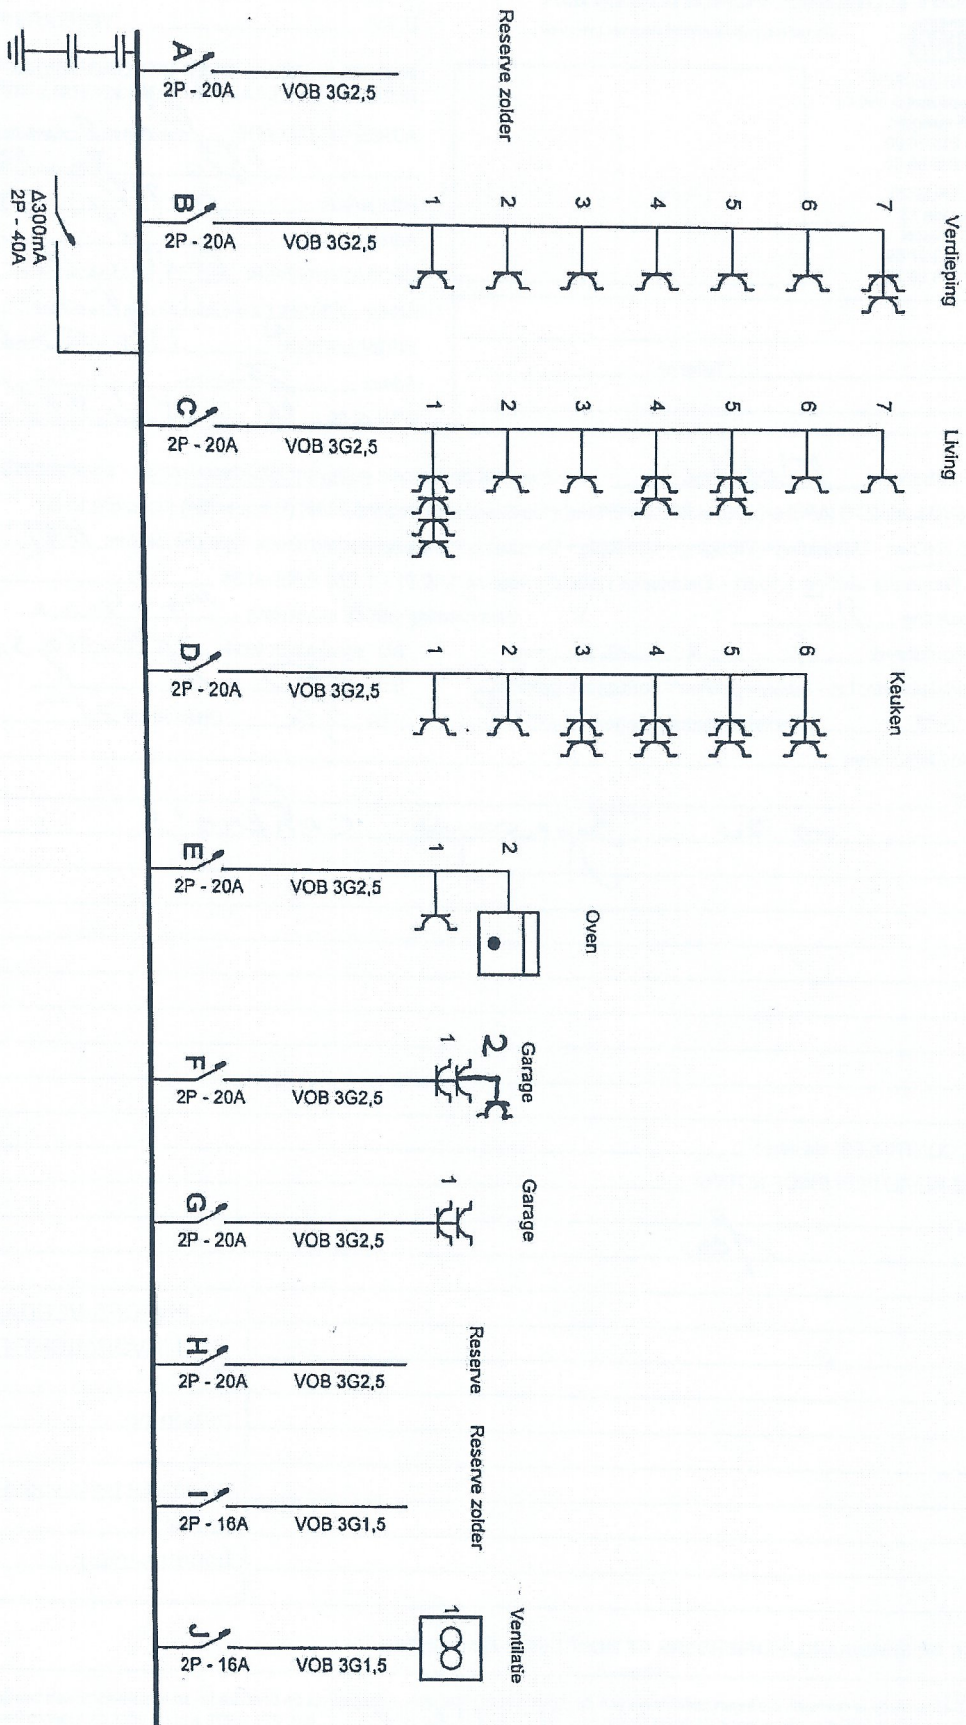 Reserve zolder
A
2P - 20A
VOB 3G2,5
Δ300mA
2P - 40A
Verdieping
1
2
3
4
5
6
7
B
2P - 20A
VOB 3G2,5
Living
1
2
3
4
5
6
7
C
2P - 20A
VOB 3G2,5
Keuken
1
2
3
4
5
6
D
2P - 20A
VOB 3G2,5
Oven
1
2
E
2P - 20A
VOB 3G2,5
Garage
1
2
F
2P - 20A
VOB 3G2,5
Garage
1
G
2P - 20A
VOB 3G2,5
Reserve
H
2P - 20A
VOB 3G2,5
Reserve zolder
I
2P - 16A
VOB 3G1,5
Ventilatie
1
J
2P - 16A
VOB 3G1,5